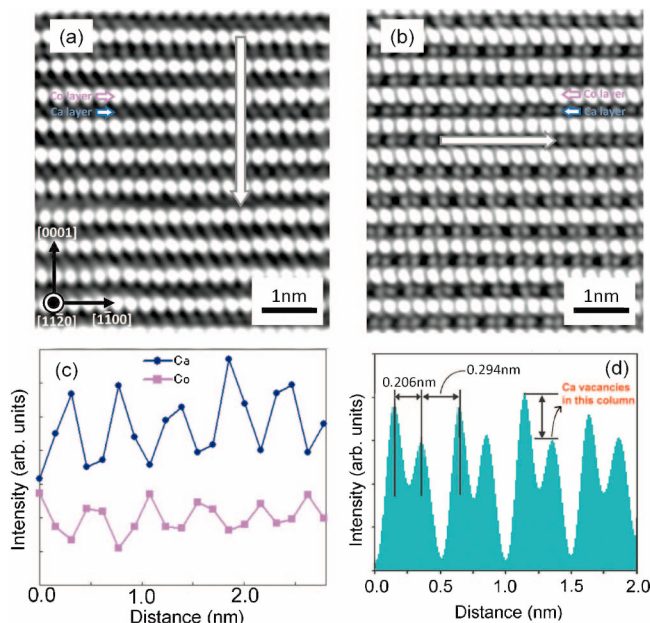 (a)
Co layer
Ca layer
[0001]
[1120]
[1100]
1nm
(b)
Co layer
Ca layer
1nm
(c)
Ca
Co
Intensity (arb. units)
0.0
1.0
2.0
Distance (nm)
(d)
0.206nm
0.294nm
Ca vacancies
in this column
Intensity (arb. units)
0.0
0.5
1.0
1.5
2.0
Distance (nm)